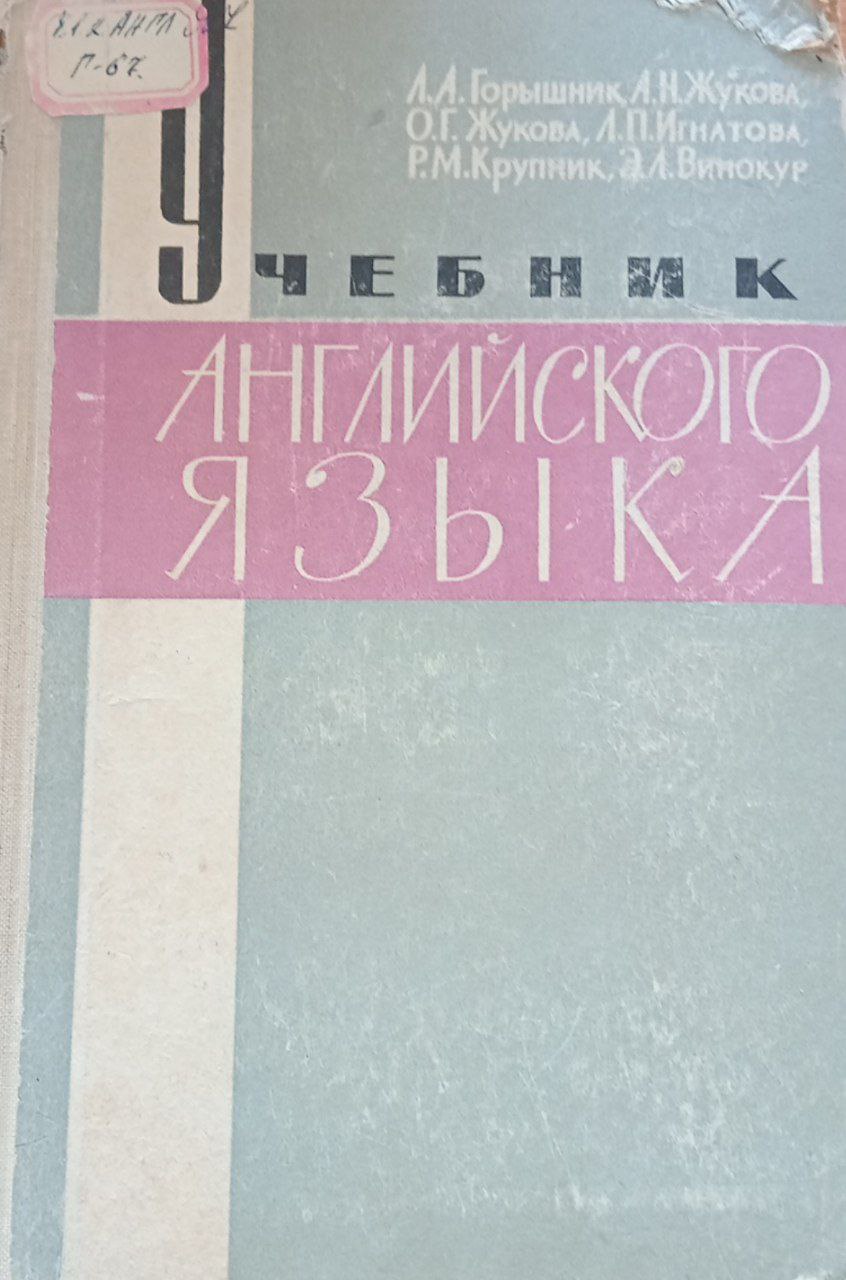 Г-67.
Л.А. Горышник, Л.Н. Жукова,
О.Г. Жукова, Л.П. Игнатова,
Р.М. Крупник, Э.Л. Винокур
Учебник
АНГЛИЙСКОГО
ЯЗЫКА